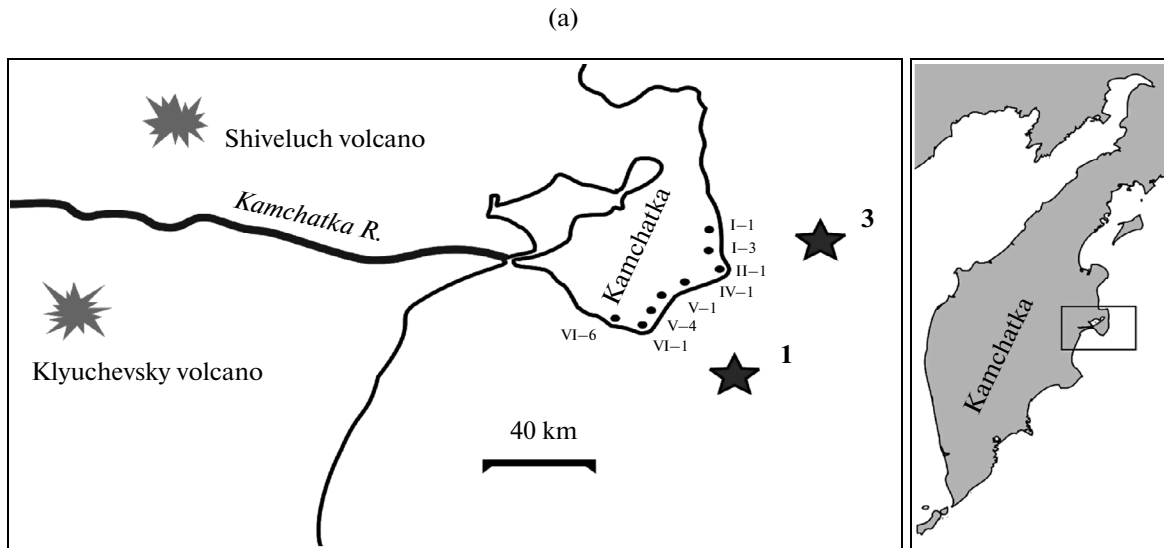 (a)
Shiveluch volcano
Kamchatka R.
Klyuchevsky volcano
Kamchatka
I–1
I–3
II–1
IV–1
V–1
V–4
VI–1
VI–6
3
1
40 km
Kamchatka